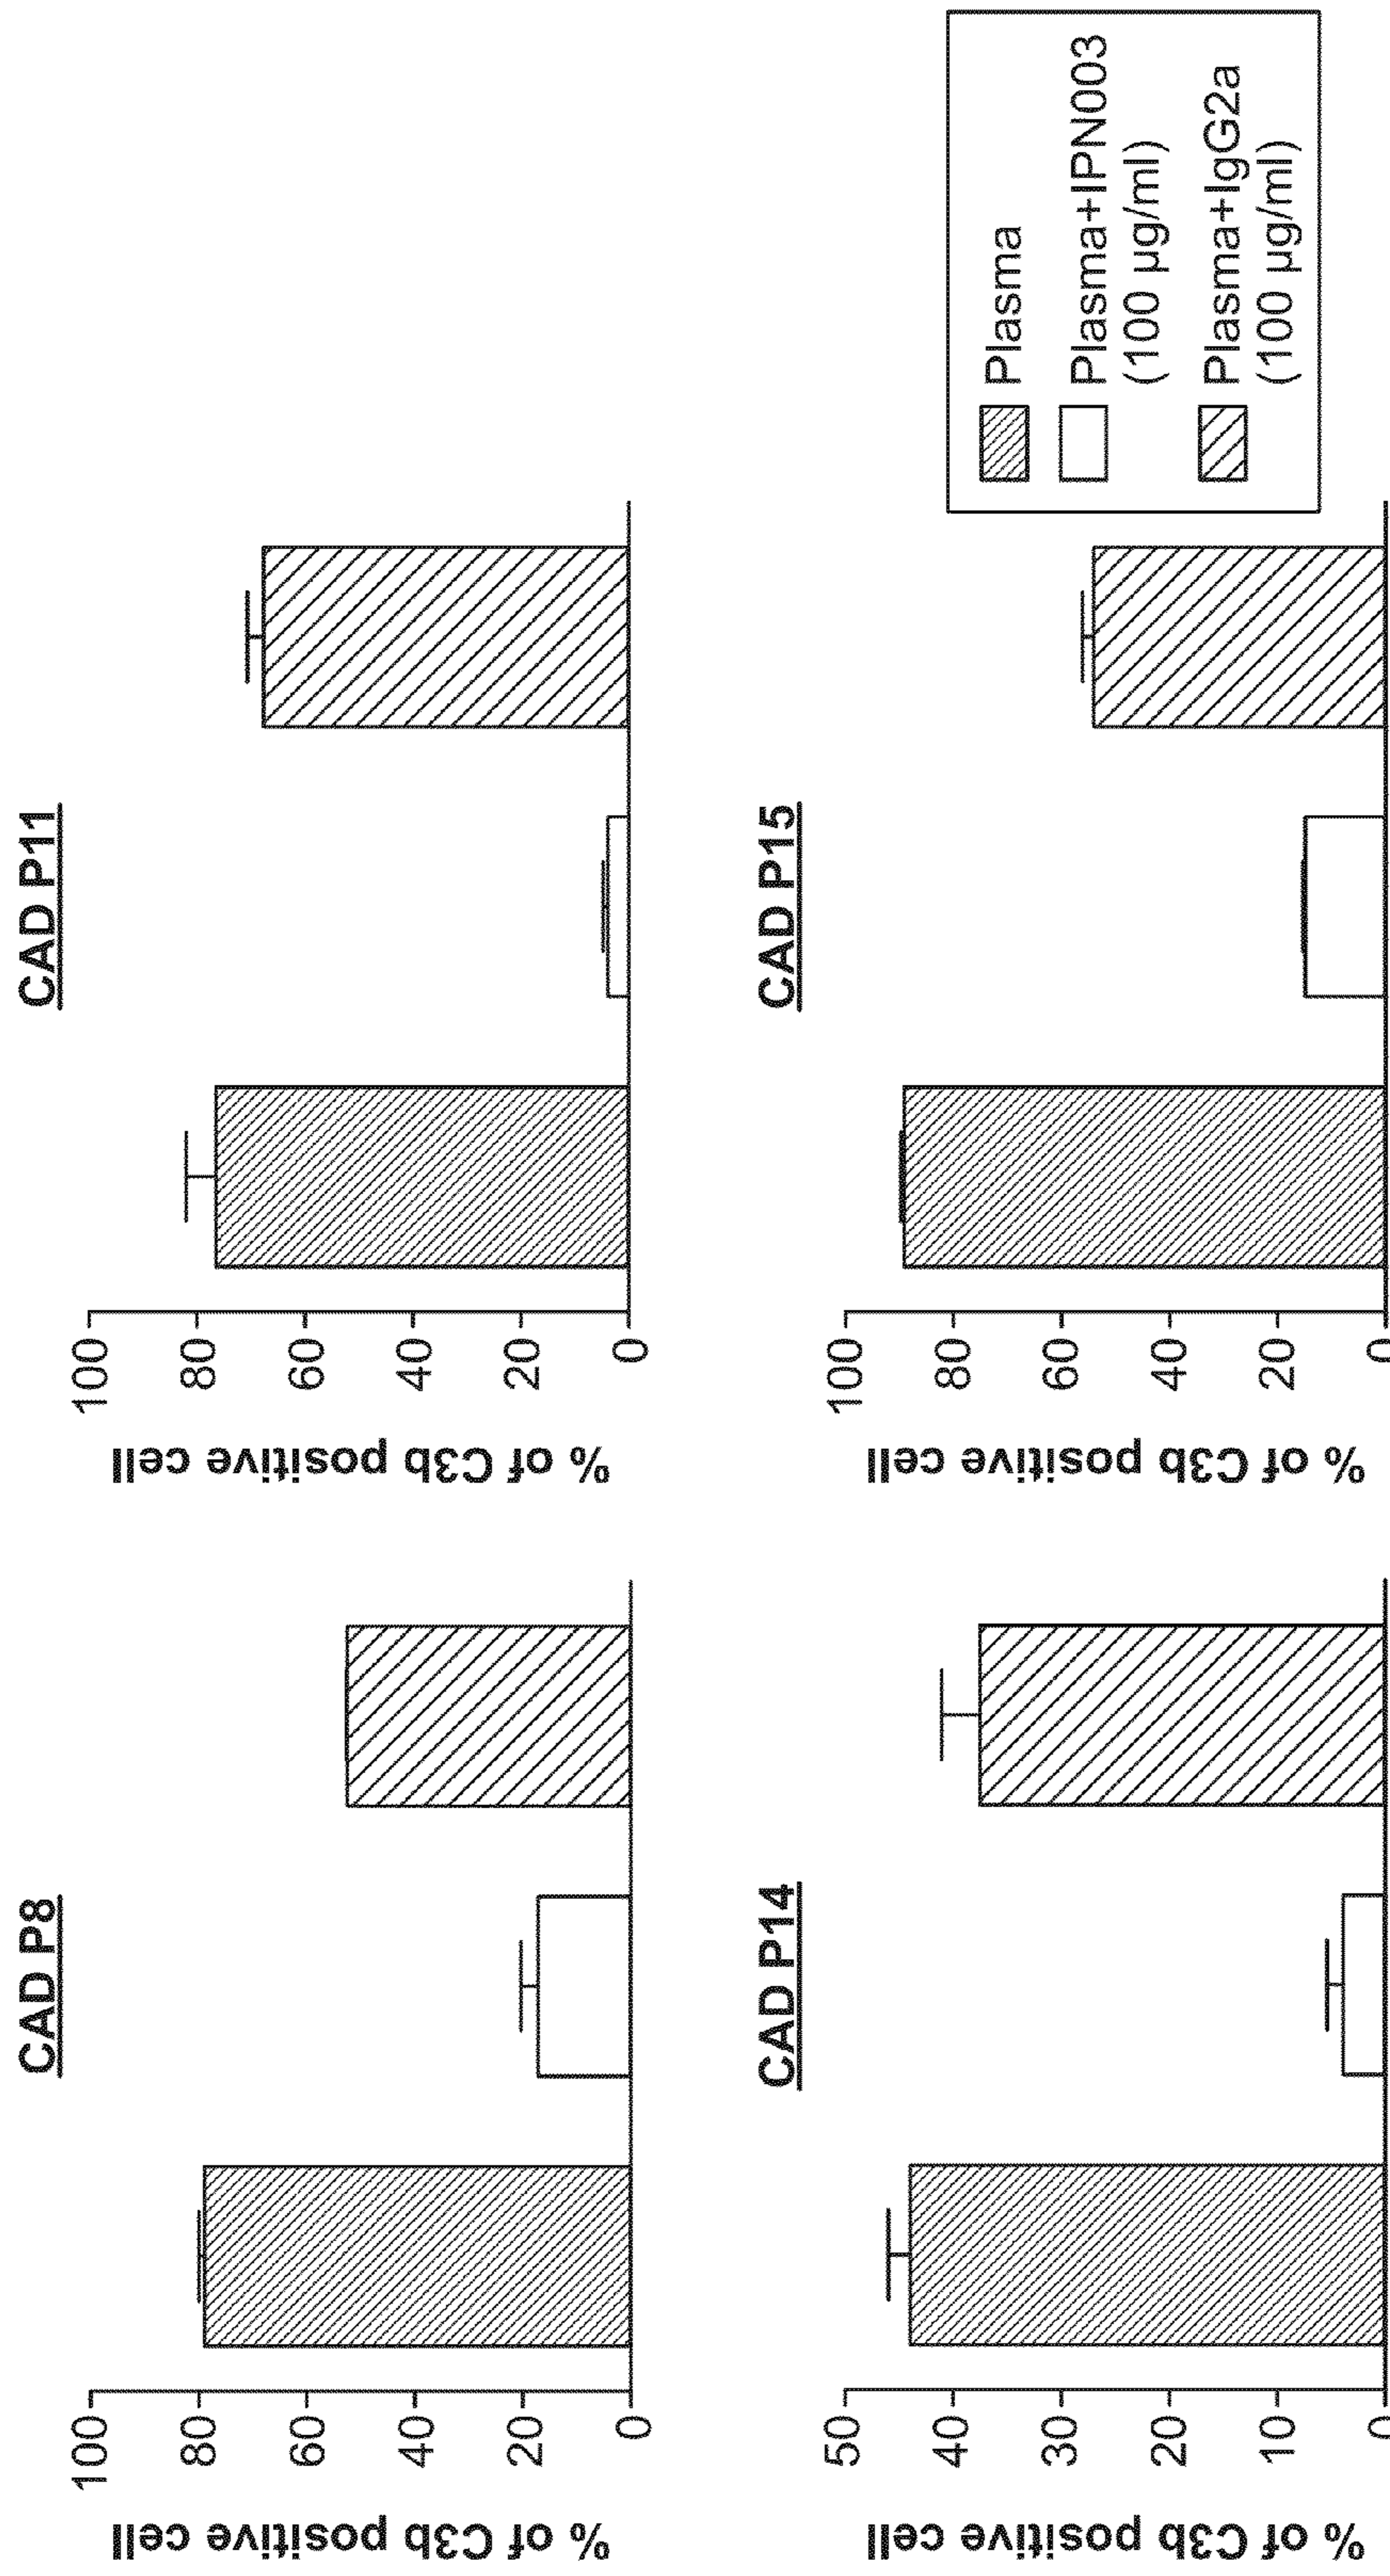 CAD P8
% of C3b positive cell
100
80
60
40
20
0
CAD P11
% of C3b positive cell
100
80
60
40
20
0
CAD P14
% of C3b positive cell
50
40
30
20
10
0
CAD P15
% of C3b positive cell
100
80
60
40
20
0
Plasma
Plasma+IPN003
(100 µg/ml)
Plasma+IgG2a
(100 µg/ml)